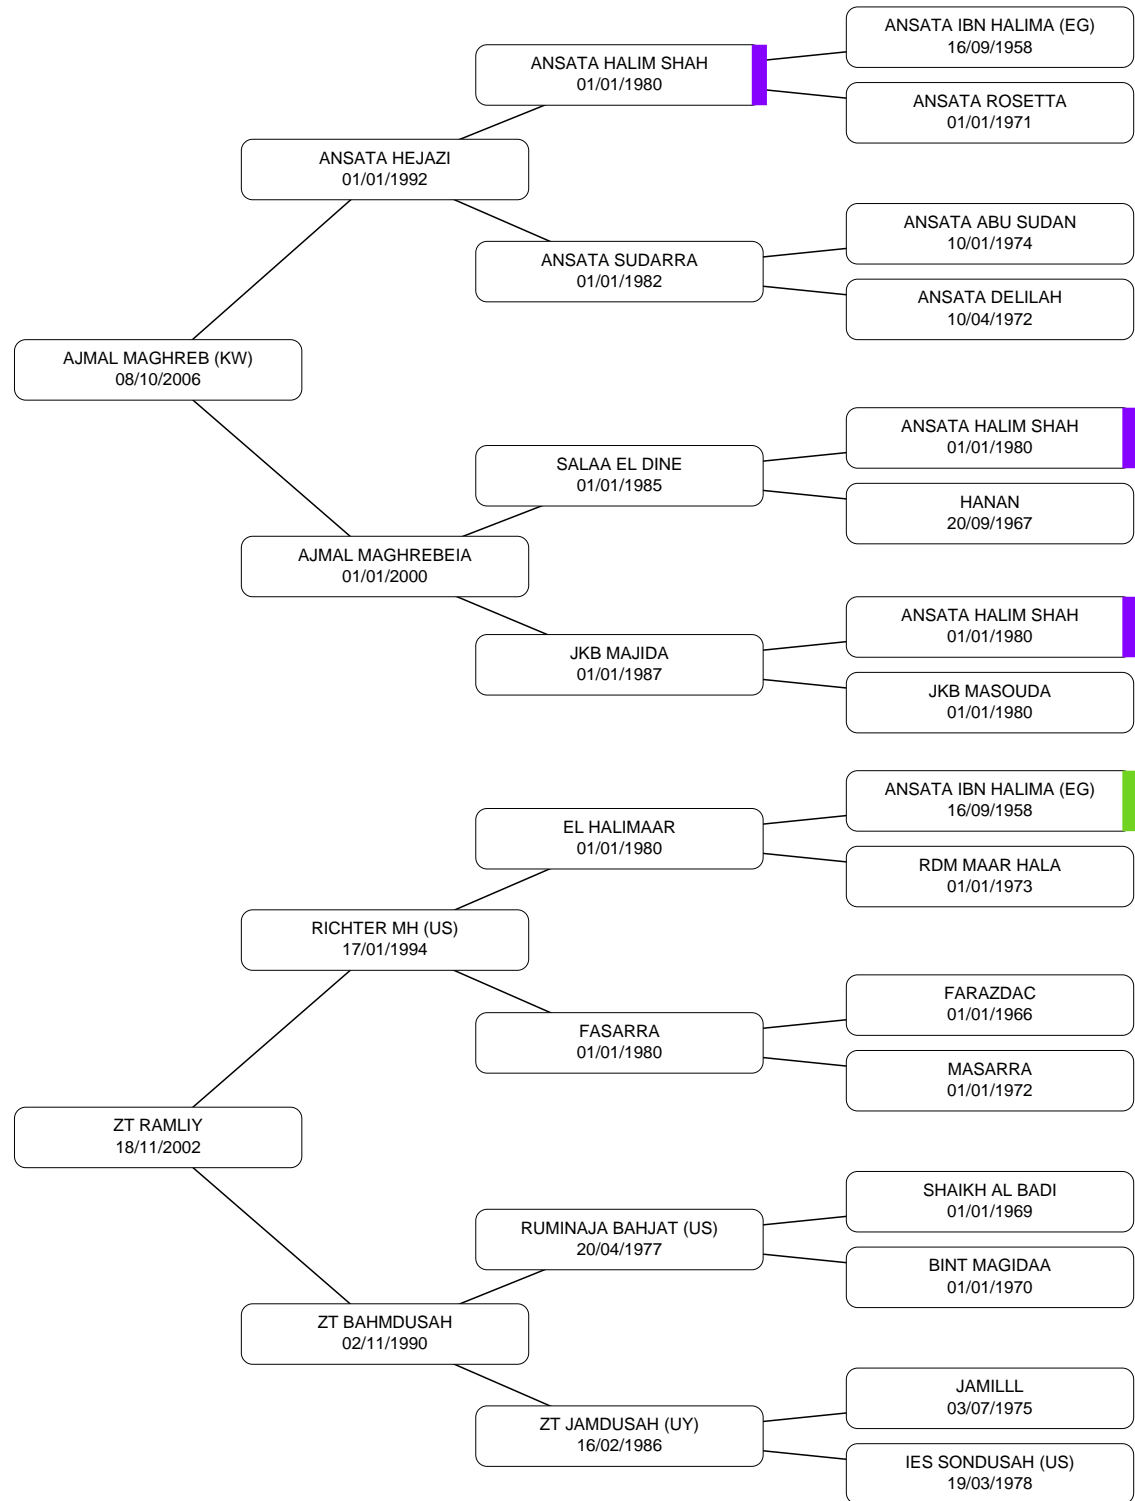 ANSATA IBN HALIMA (EG)
16/09/1958
ANSATA HALIM SHAH
01/01/1980
ANSATA ROSETTA
01/01/1971
ANSATA HEJAZI
01/01/1992
ANSATA ABU SUDAN
10/01/1974
ANSATA SUDARRA
01/01/1982
ANSATA DELILAH
10/04/1972
AJMAL MAGHREB (KW)
08/10/2006
ANSATA HALIM SHAH
01/01/1980
SALAA EL DINE
01/01/1985
HANAN
20/09/1967
AJMAL MAGHREBEIA
01/01/2000
ANSATA HALIM SHAH
01/01/1980
JKB MAJIDA
01/01/1987
JKB MASOUDA
01/01/1980
ANSATA IBN HALIMA (EG)
16/09/1958
EL HALIMAAR
01/01/1980
RDM MAAR HALA
01/01/1973
RICHTER MH (US)
17/01/1994
FARAZDAC
01/01/1966
FASARRA
01/01/1980
MASARRA
01/01/1972
ZT RAMLIY
18/11/2002
SHAIKH AL BADI
01/01/1969
RUMINAJA BAHJAT (US)
20/04/1977
BINT MAGIDAA
01/01/1970
ZT BAHMDUSAH
02/11/1990
JAMILLL
03/07/1975
ZT JAMDUSAH (UY)
16/02/1986
IES SONDUSAH (US)
19/03/1978